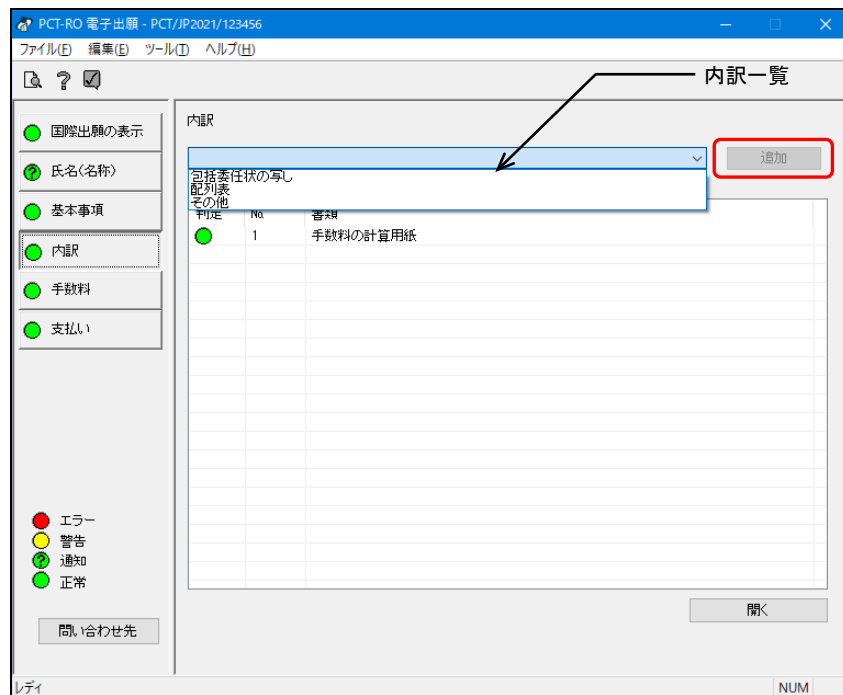 PCT-RO 電子出願 - PCT/JP2021/123456
ファイル(F) 編集(E) ツール(T) ヘルプ(H)
内訳一覧
国際出願の表示
氏名(名称)
基本事項
内訳
手数料
支払い
エラー
警告
通知
正常
問い合わせ先
内訳
追加
包括委任状の写し
配列表
その他
判定 No. 書類
1 手数料の計算用紙
開く
レディ NUM